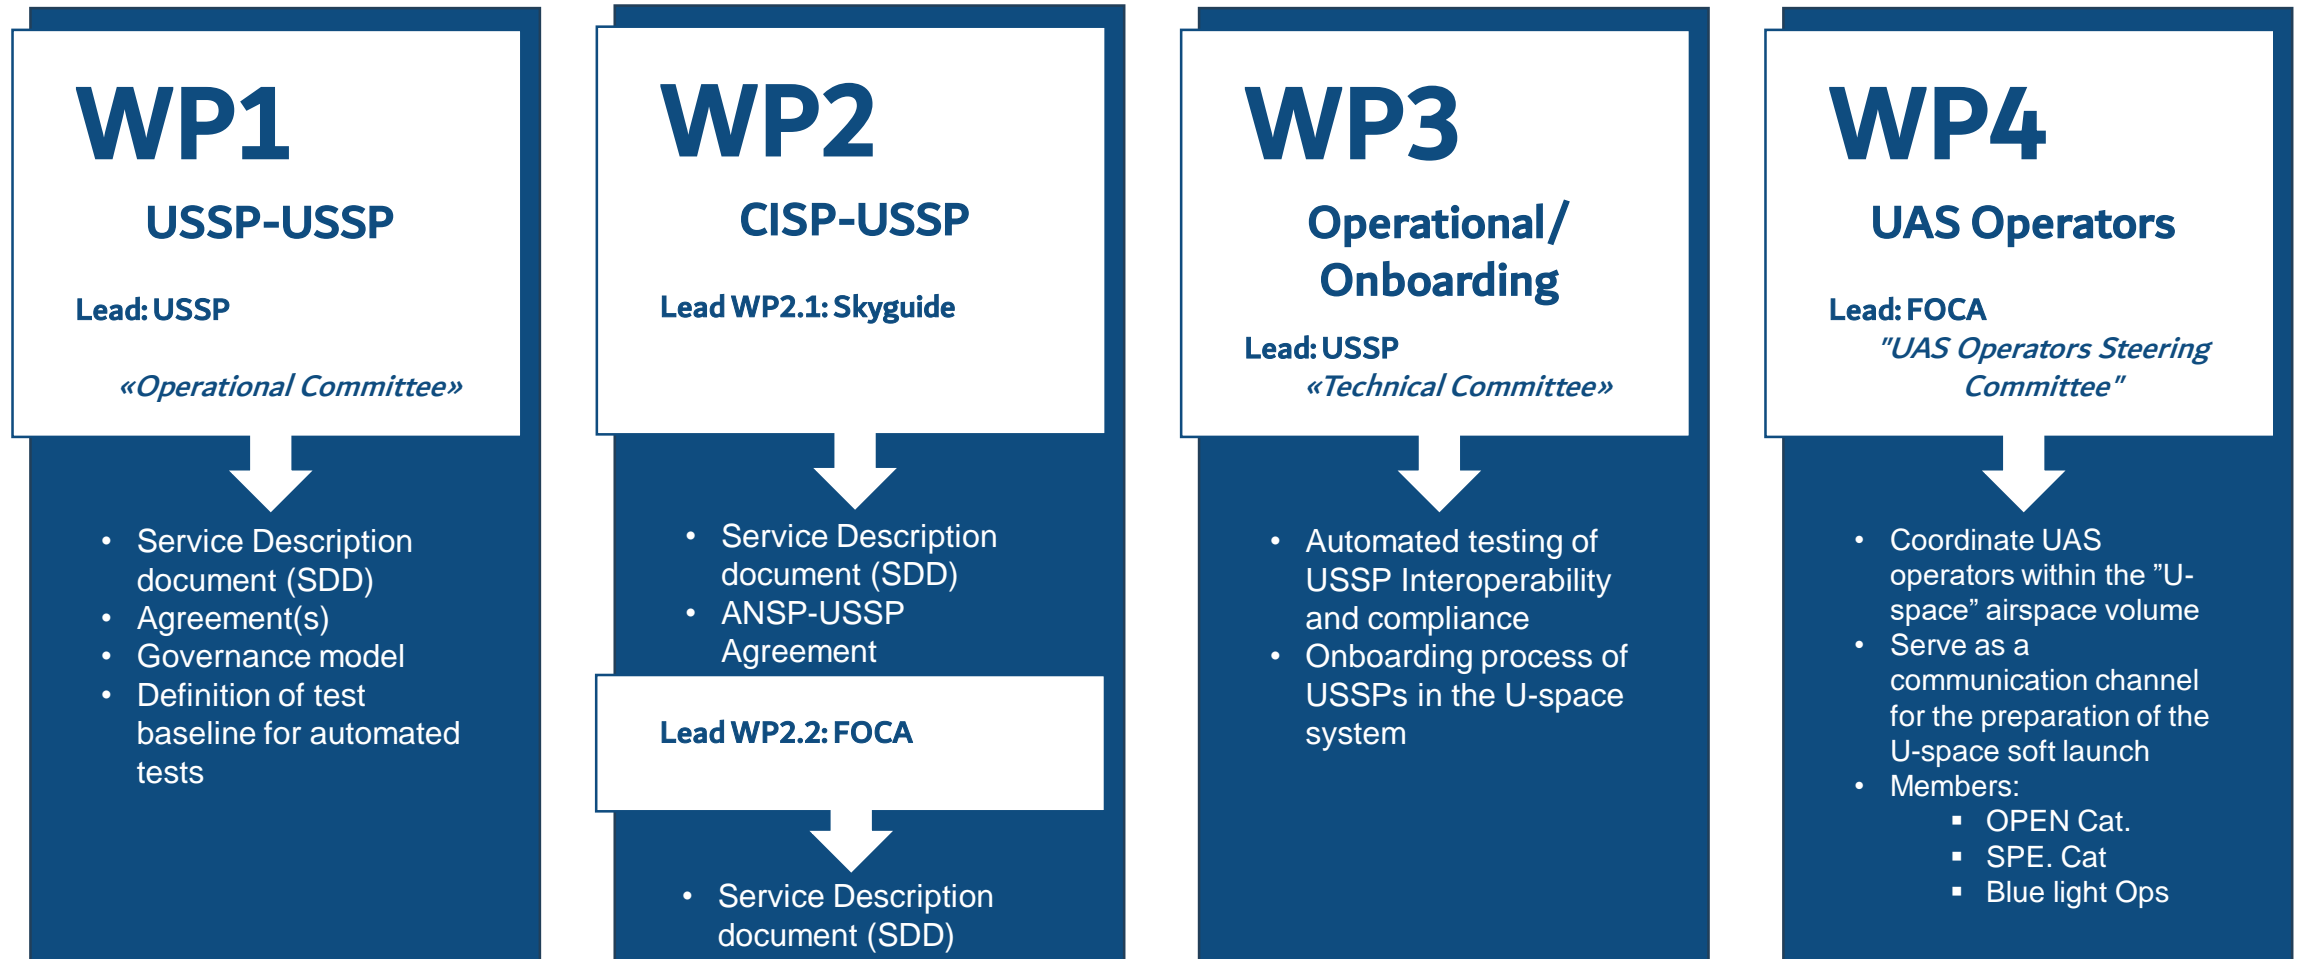 WP1
USSP-USSP
Lead: USSP
«Operational Committee»
• Service Description
document (SDD)
• Agreement(s)
• Governance model
• Definition of test
baseline for automated
tests
WP2
CISP-USSP
Lead WP2.1: Skyguide
• Service Description
document (SDD)
• ANSP-USSP
Agreement
Lead WP2.2: FOCA
• Service Description
document (SDD)
WP3
Operational/
Onboarding
Lead: USSP
«Technical Committee»
• Automated testing of
USSP Interoperability
and compliance
• Onboarding process of
USSPs in the U-space
system
WP4
UAS Operators
Lead: FOCA
"UAS Operators Steering
Committee"
• Coordinate UAS
operators within the ”U-
space” airspace volume
• Serve as a
communication channel
for the preparation of the
U-space soft launch
• Members:
▪ OPEN Cat.
▪ SPE. Cat
▪ Blue light Ops